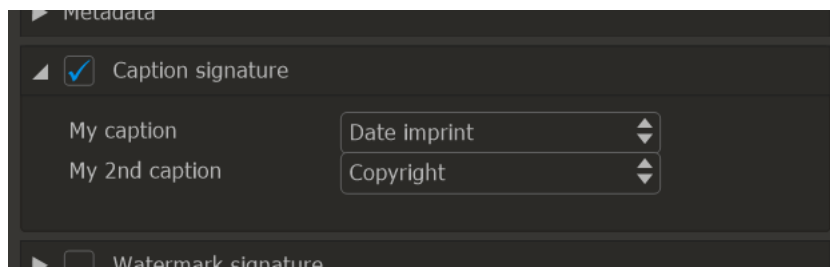 Metadata
Caption signature
My caption Date imprint
My 2nd caption Copyright
Watermark signature